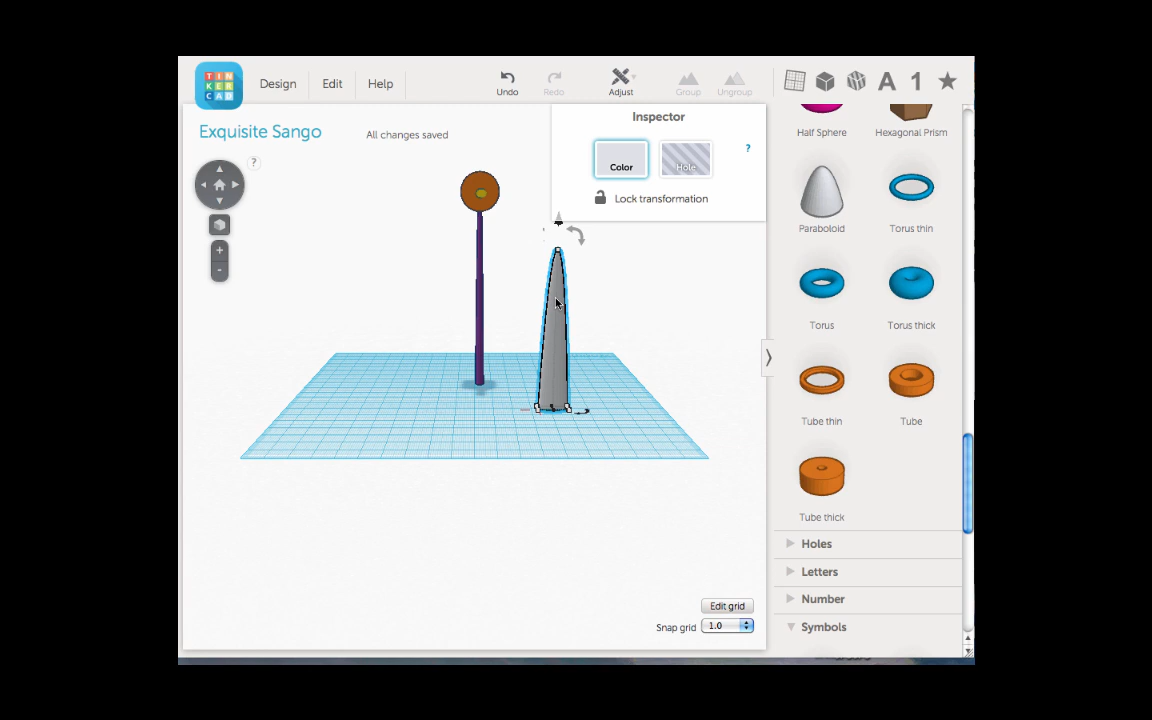 TIN
KER
CAD
Design
Edit
Help
Undo
Redo
Adjust
Group
Ungroup
A
1
Exquisite Sango
All changes saved
?
+
-
Inspector
Color
Hole
?
Lock transformation
Half Sphere
Hexagonal Prism
Paraboloid
Torus thin
Torus
Torus thick
Tube thin
Tube
Tube thick
Holes
Letters
Number
Symbols
Edit grid
Snap grid
1.0